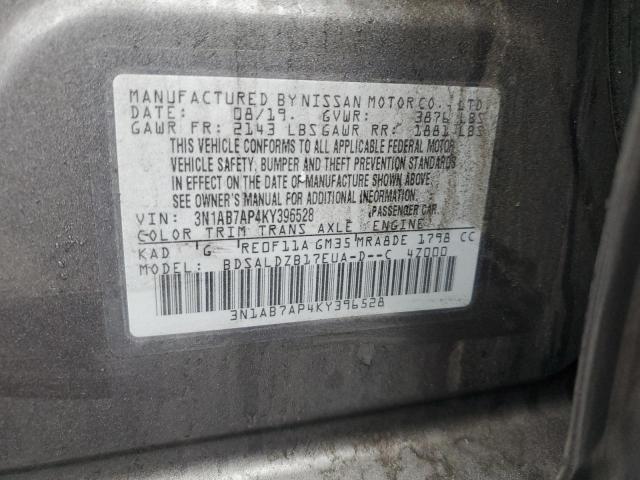 MANUFACTURED BY NISSAN MOTOR CO., LTD.
DATE: 08/19. GVWR: 3876 LBS
GAWR FR: 2143 LBS GAWR RR: 1881 LBS
THIS VEHICLE CONFORMS TO ALL APPLICABLE FEDERAL MOTOR
VEHICLE SAFETY, BUMPER AND THEFT PREVENTION STANDARDS
IN EFFECT ON THE DATE OF MANUFACTURE SHOWN ABOVE.
SEE OWNER'S MANUAL FOR ADDITIONAL INFORMATION.
VIN: 3N1AB7AP4KY396528 PASSENGER CAR.
COLOR TRIM TRANS AXLE ENGINE
KAD G RE0F11A GM35 MRA8DE 1798 CC
BDSALDZB17EUA-D--C 4Z000
3N1AB7AP4KY396528